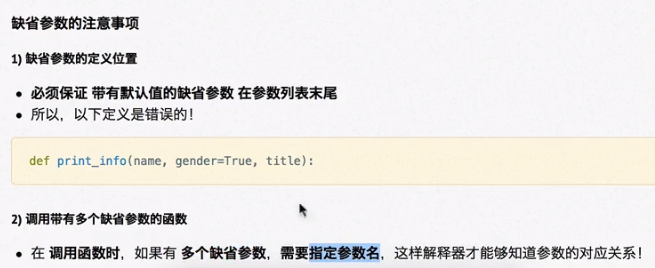 缺省参数的注意事项
1) 缺省参数的定义位置
• 必须保证 带有默认值的缺省参数 在参数列表末尾
• 所以，以下定义是错误的！
def print_info(name, gender=True, title):
2) 调用带有多个缺省参数的函数
• 在 调用函数时，如果有 多个缺省参数，需要指定参数名，这样解释器才能够知道参数的对应关系！